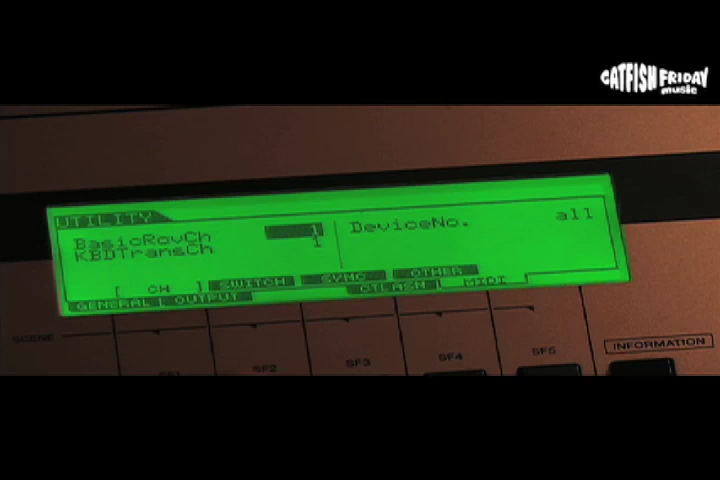 CATFISH FRIDAY
music
UTILITY
BasicRcvCh 1
KBDTransCh 1
DeviceNo. all
[ CH ] SWITCH SYNC OTHER
GENERAL OUTPUT CTLASN MIDI
SCENE
SF1 SF2 SF3 SF4 SF5
INFORMATION